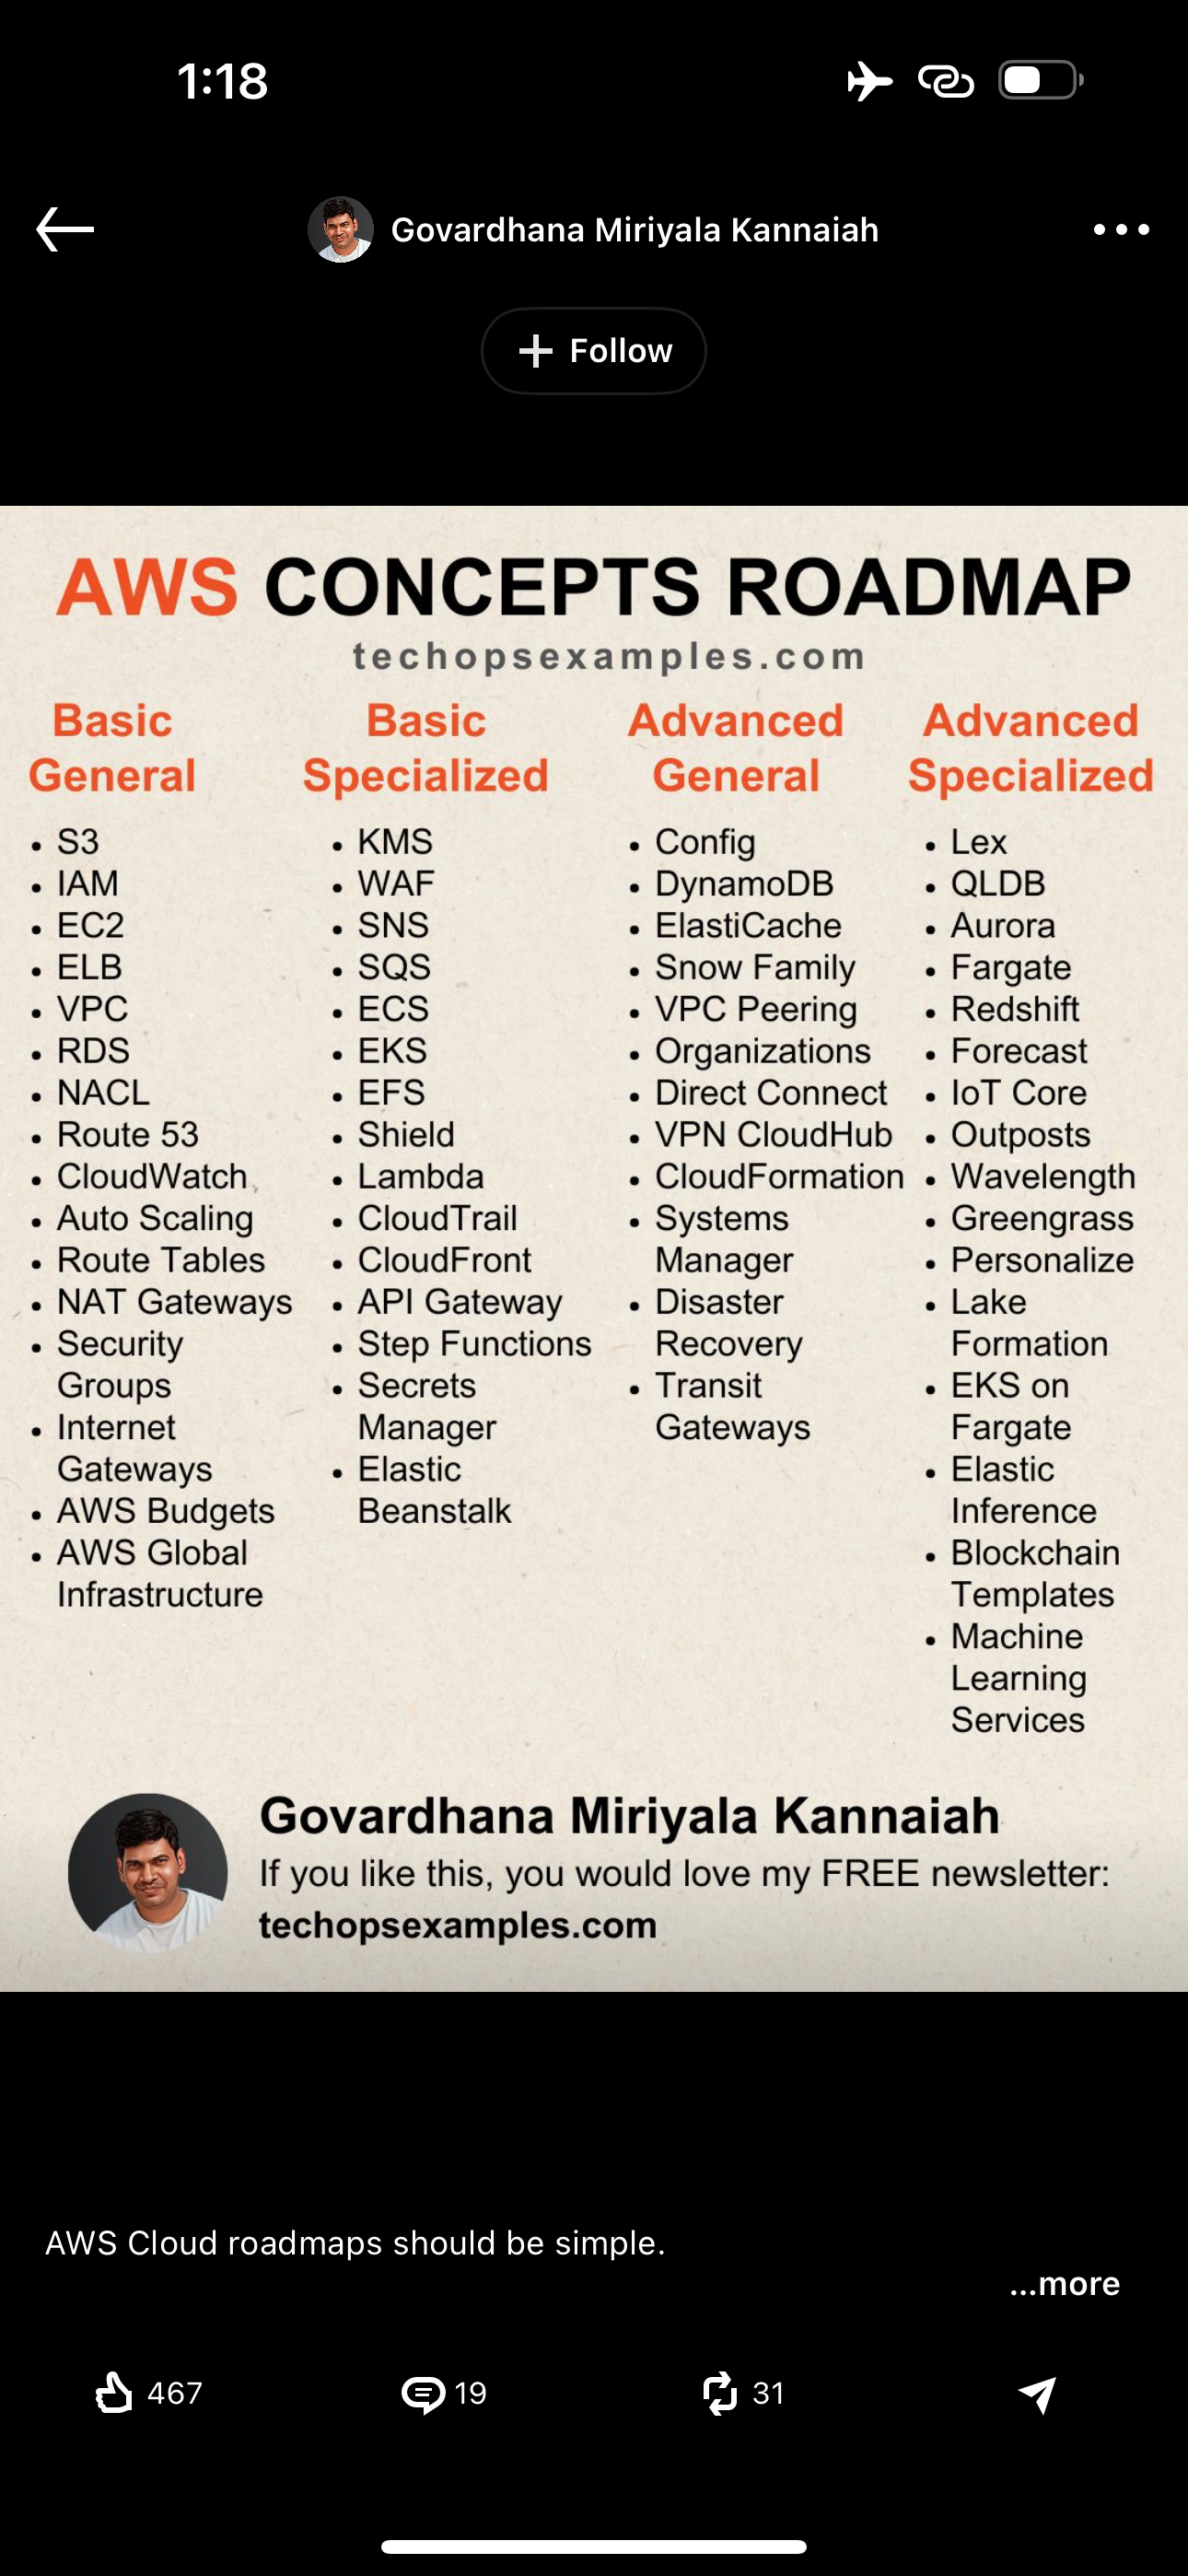 1:18
Govardhana Miriyala Kannaiah
+ Follow
AWS CONCEPTS ROADMAP
techopsexamples.com
Basic
General
• S3
• IAM
• EC2
• ELB
• VPC
• RDS
• NACL
• Route 53
• CloudWatch
• Auto Scaling
• Route Tables
• NAT Gateways
• Security
Groups
• Internet
Gateways
• AWS Budgets
• AWS Global
Infrastructure
Basic
Specialized
• KMS
• WAF
• SNS
• SQS
• ECS
• EKS
• EFS
• Shield
• Lambda
• CloudTrail
• CloudFront
• API Gateway
• Step Functions
• Secrets
Manager
• Elastic
Beanstalk
Advanced
General
• Config
• DynamoDB
• ElastiCache
• Snow Family
• VPC Peering
• Organizations
• Direct Connect
• VPN CloudHub
• CloudFormation
• Systems
Manager
• Disaster
Recovery
• Transit
Gateways
Advanced
Specialized
• Lex
• QLDB
• Aurora
• Fargate
• Redshift
• Forecast
• IoT Core
• Outposts
• Wavelength
• Greengrass
• Personalize
• Lake
Formation
• EKS on
Fargate
• Elastic
Inference
• Blockchain
Templates
• Machine
Learning
Services
Govardhana Miriyala Kannaiah
If you like this, you would love my FREE newsletter:
techopsexamples.com
AWS Cloud roadmaps should be simple.
...more
467
19
31